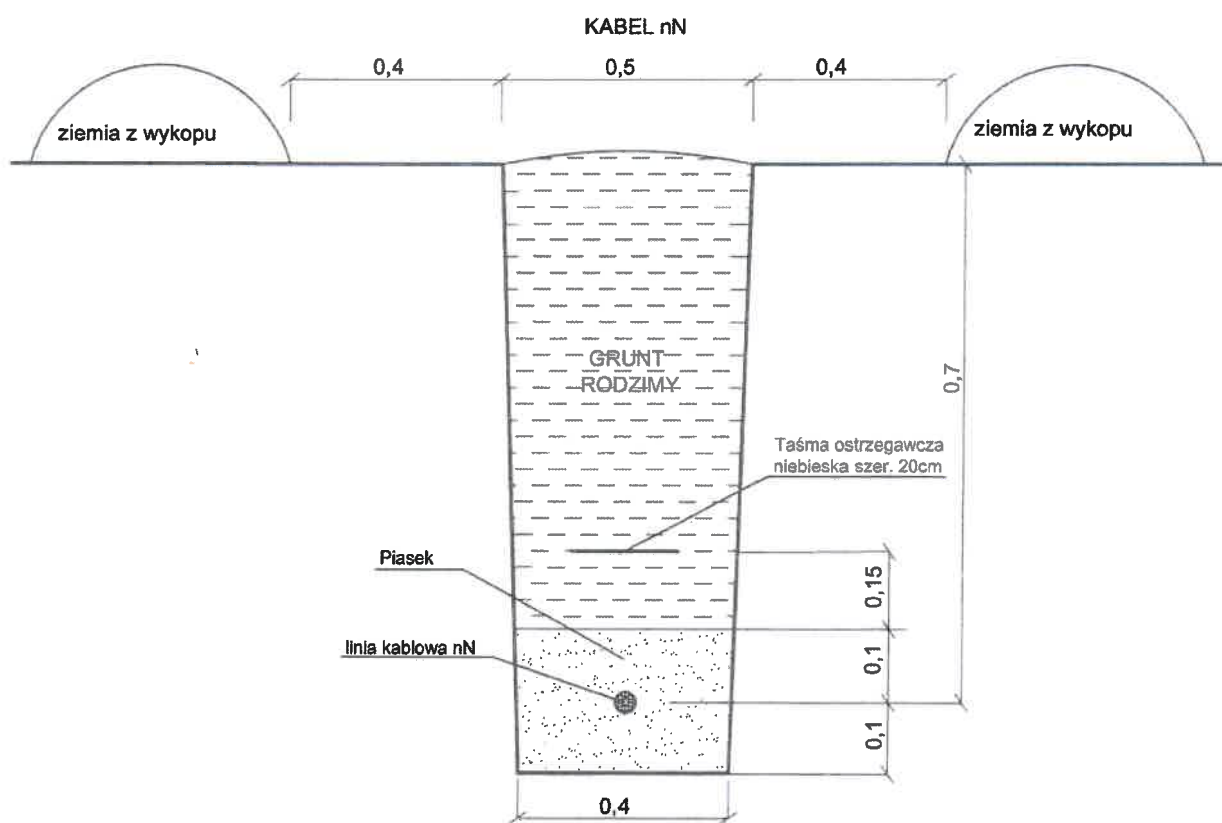 KABEL nN
0,4
0,5
0,4
ziemia z wykopu
ziemia z wykopu
GRUNT
RODZIMY
0,7
Taśma ostrzegawcza
niebieska szer. 20cm
Piasek
0,15
linia kablowa nN
0,1
0,1
0,4